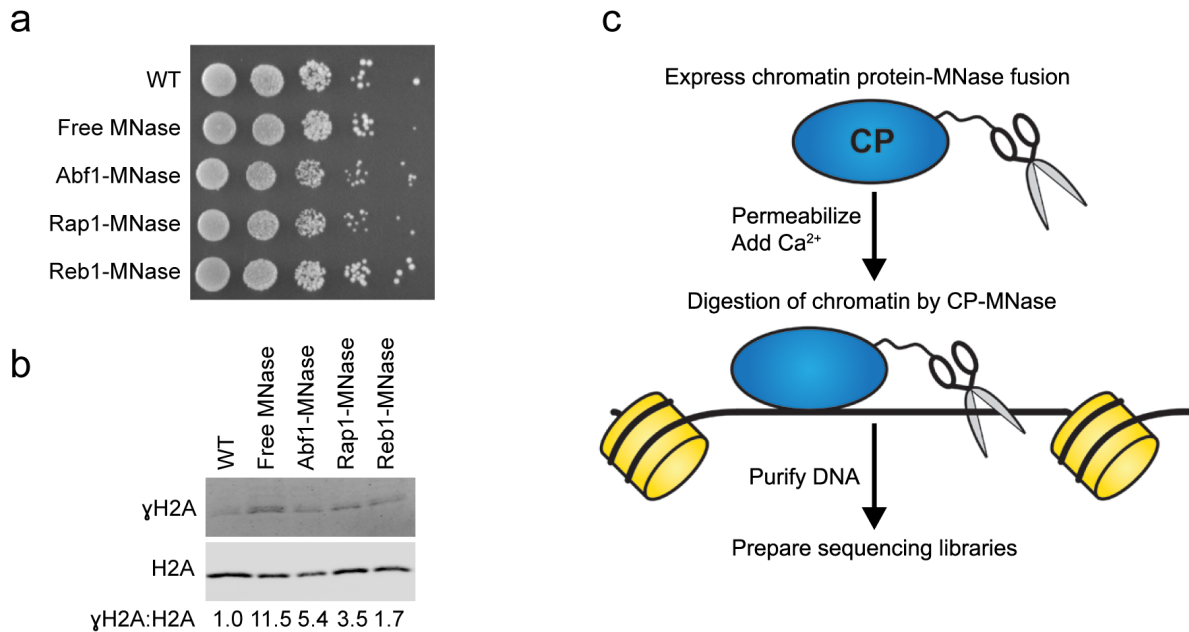 a
WT
Free MNase
Abf1-MNase
Rap1-MNase
Reb1-MNase
b
WT
Free MNase
Abf1-MNase
Rap1-MNase
Reb1-MNase
ɣH2A
H2A
ɣH2A:H2A 1.0 11.5 5.4 3.5 1.7
c
Express chromatin protein-MNase fusion
CP
Permeabilize
Add Ca²⁺
Digestion of chromatin by CP-MNase
Purify DNA
Prepare sequencing libraries